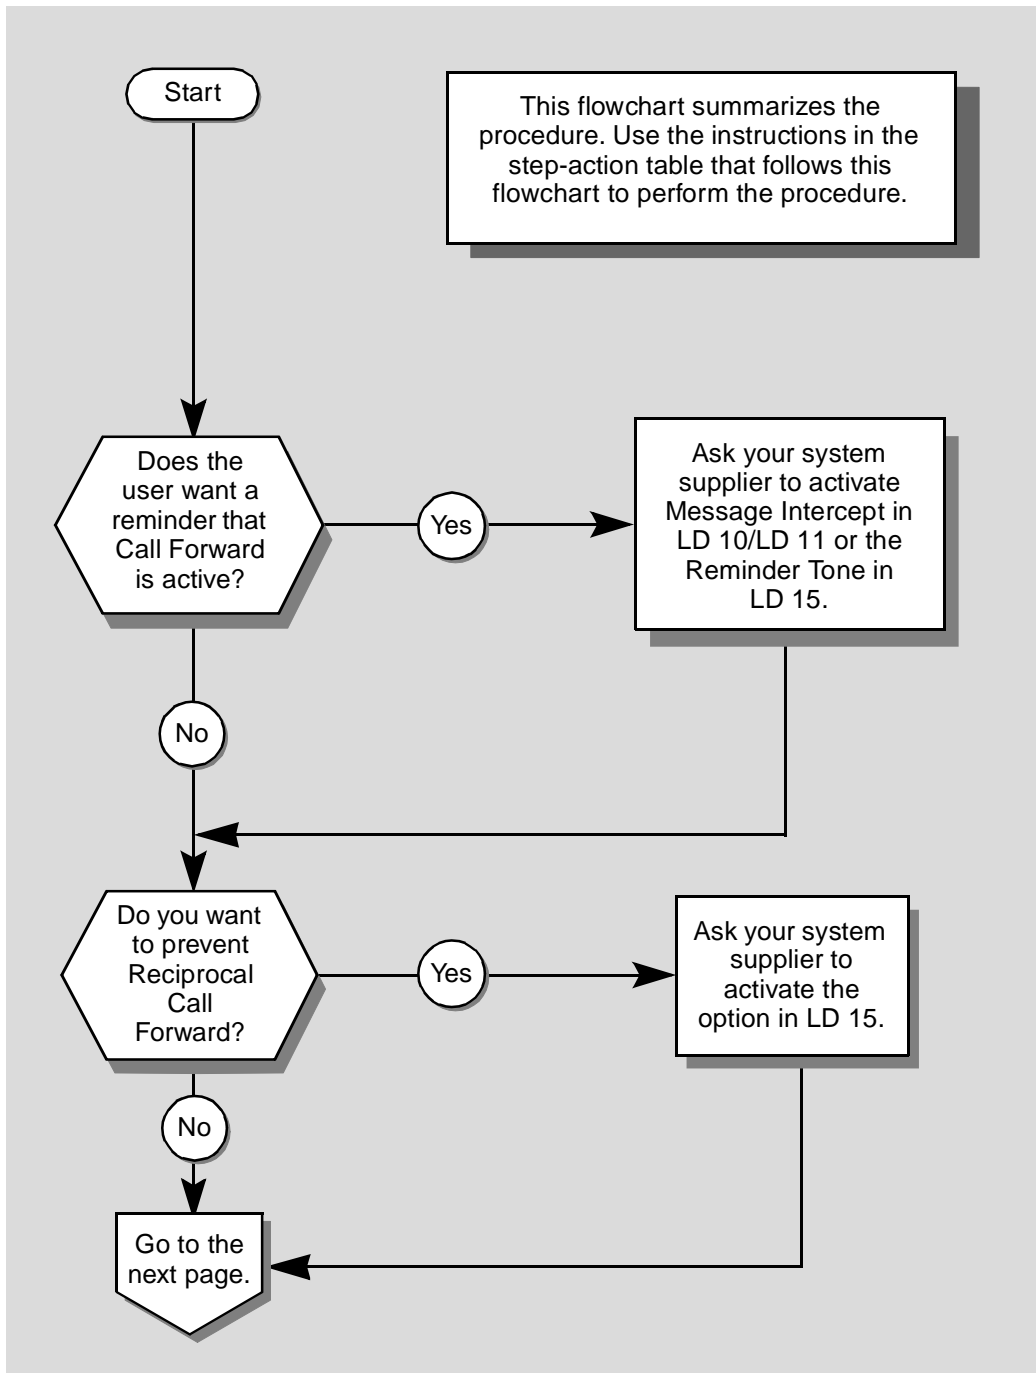 Start
This flowchart summarizes the
procedure. Use the instructions in the
step-action table that follows this
flowchart to perform the procedure.
Does the
user want a
reminder that
Call Forward
is active?
Yes
Ask your system
supplier to activate
Message Intercept in
LD 10/LD 11 or the
Reminder Tone in
LD 15.
No
Do you want
to prevent
Reciprocal
Call
Forward?
Yes
Ask your system
supplier to
activate the
option in LD 15.
No
Go to the
next page.